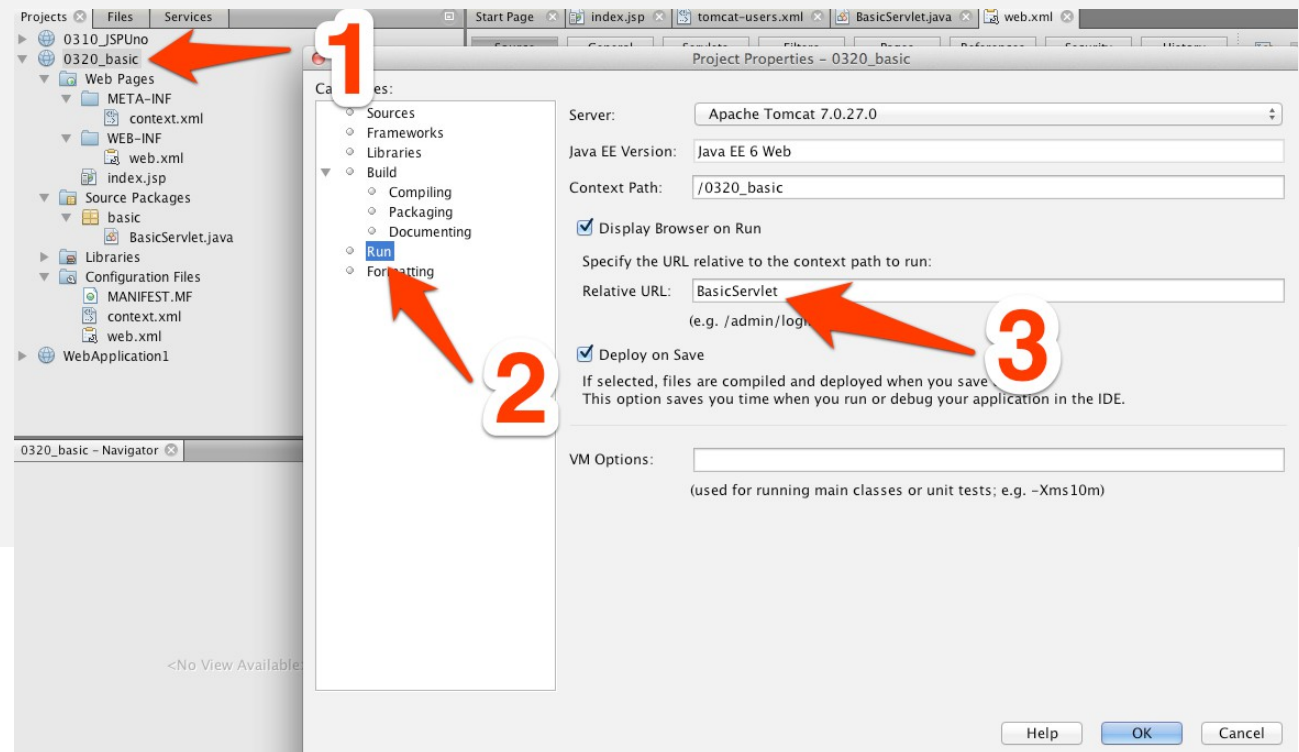 Projects Files Services
Start Page index.jsp tomcat-users.xml BasicServlet.java web.xml
0310_JSPUno
0320_basic
Web Pages
META-INF
context.xml
WEB-INF
web.xml
index.jsp
Source Packages
basic
BasicServlet.java
Libraries
Configuration Files
MANIFEST.MF
context.xml
web.xml
WebApplication1
0320_basic - Navigator
<No View Available
1
Project Properties - 0320_basic
Sources
Frameworks
Libraries
Build
Compiling
Packaging
Documenting
Run
Formatting
2
Server: Apache Tomcat 7.0.27.0
Java EE Version: Java EE 6 Web
Context Path: /0320_basic
Display Browser on Run
Specify the URL relative to the context path to run:
Relative URL: BasicServlet
(e.g. /admin/login
3
Deploy on Save
If selected, files are compiled and deployed when you save
This option saves you time when you run or debug your application in the IDE.
VM Options:
(used for running main classes or unit tests; e.g. -Xms10m)
Help OK Cancel